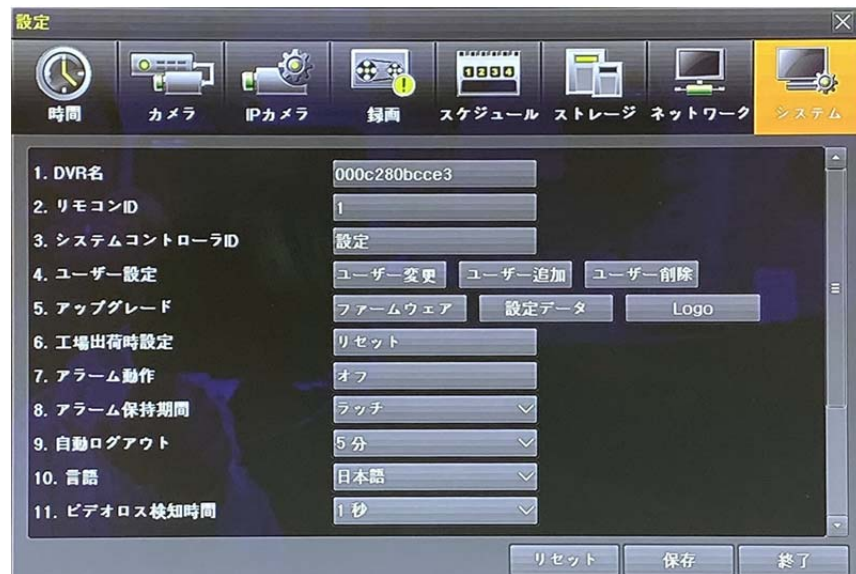 設定
時間 カメラ IPカメラ 録画 スケジュール ストレージ ネットワーク システム
1. DVR名 000c280bcce3
2. リモコンID 1
3. システムコントローラID 設定
4. ユーザー設定 ユーザー変更 ユーザー追加 ユーザー削除
5. アップグレード ファームウェア 設定データ Logo
6. 工場出荷時設定 リセット
7. アラーム動作 オフ
8. アラーム保持期間 ラッチ
9. 自動ログアウト 5 分
10. 言語 日本語
11. ビデオロス検知時間 1 秒
リセット 保存 終了